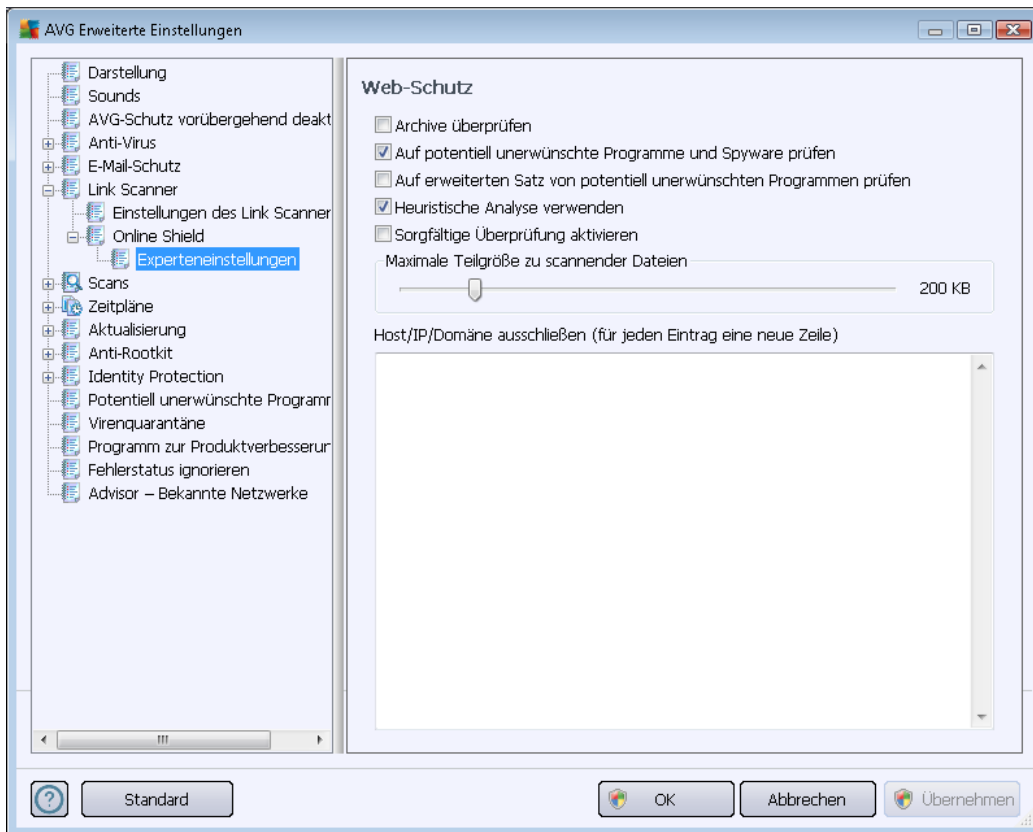 AVG Erweiterte Einstellungen
Darstellung
Sounds
AVG-Schutz vorübergehend deakt
Anti-Virus
E-Mail-Schutz
Link Scanner
Einstellungen des Link Scanner
Online Shield
Experteneinstellungen
Scans
Zeitpläne
Aktualisierung
Anti-Rootkit
Identity Protection
Potentiell unerwünschte Programm
Virenquarantäne
Programm zur Produktverbesserur
Fehlerstatus ignorieren
Advisor – Bekannte Netzwerke
Web-Schutz
Archive überprüfen
Auf potentiell unerwünschte Programme und Spyware prüfen
Auf erweiterten Satz von potentiell unerwünschten Programmen prüfen
Heuristische Analyse verwenden
Sorgfältige Überprüfung aktivieren
Maximale Teilgröße zu scannender Dateien
200 KB
Host/IP/Domäne ausschließen (für jeden Eintrag eine neue Zeile)
?
Standard
OK
Abbrechen
Übernehmen